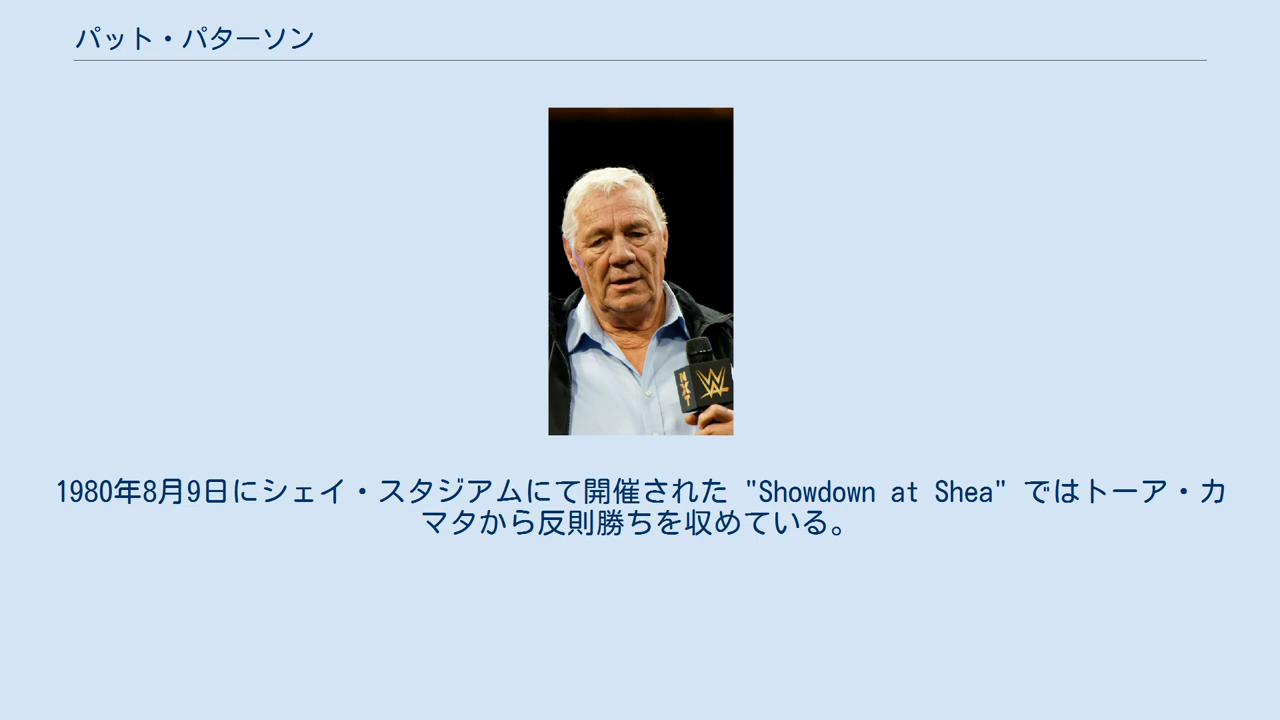 パット・パターソン
NXT
W
1980年8月9日にシェイ・スタジアムにて開催された "Showdown at Shea" ではトーア・カ
マタから反則勝ちを収めている。